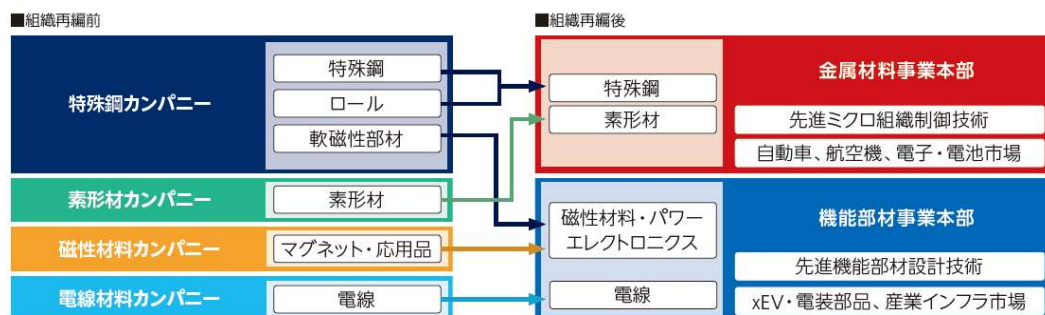 ■組織再編前
特殊鋼カンパニー
特殊鋼
ロール
軟磁性部材
素形材カンパニー
素形材
磁性材料カンパニー
マグネット・応用品
電線材料カンパニー
電線
■組織再編後
特殊鋼
素形材
金属材料事業本部
先進ミクロ組織制御技術
自動車、航空機、電子・電池市場
磁性材料・パワー
エレクトロニクス
電線
機能部材事業本部
先進機能部材設計技術
xEV・電装部品、産業インフラ市場